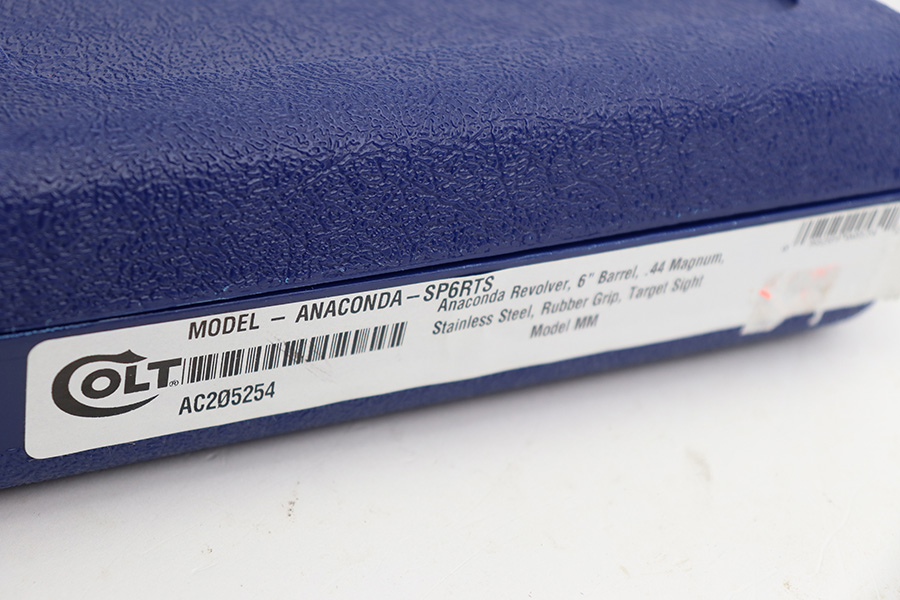 MODEL - ANACONDA-SP6RTS
COLT®
AC2Ø5254
Anaconda Revolver, 6" Barrel, .44 Magnum,
Stainless Steel, Rubber Grip, Target Sight
Model MM